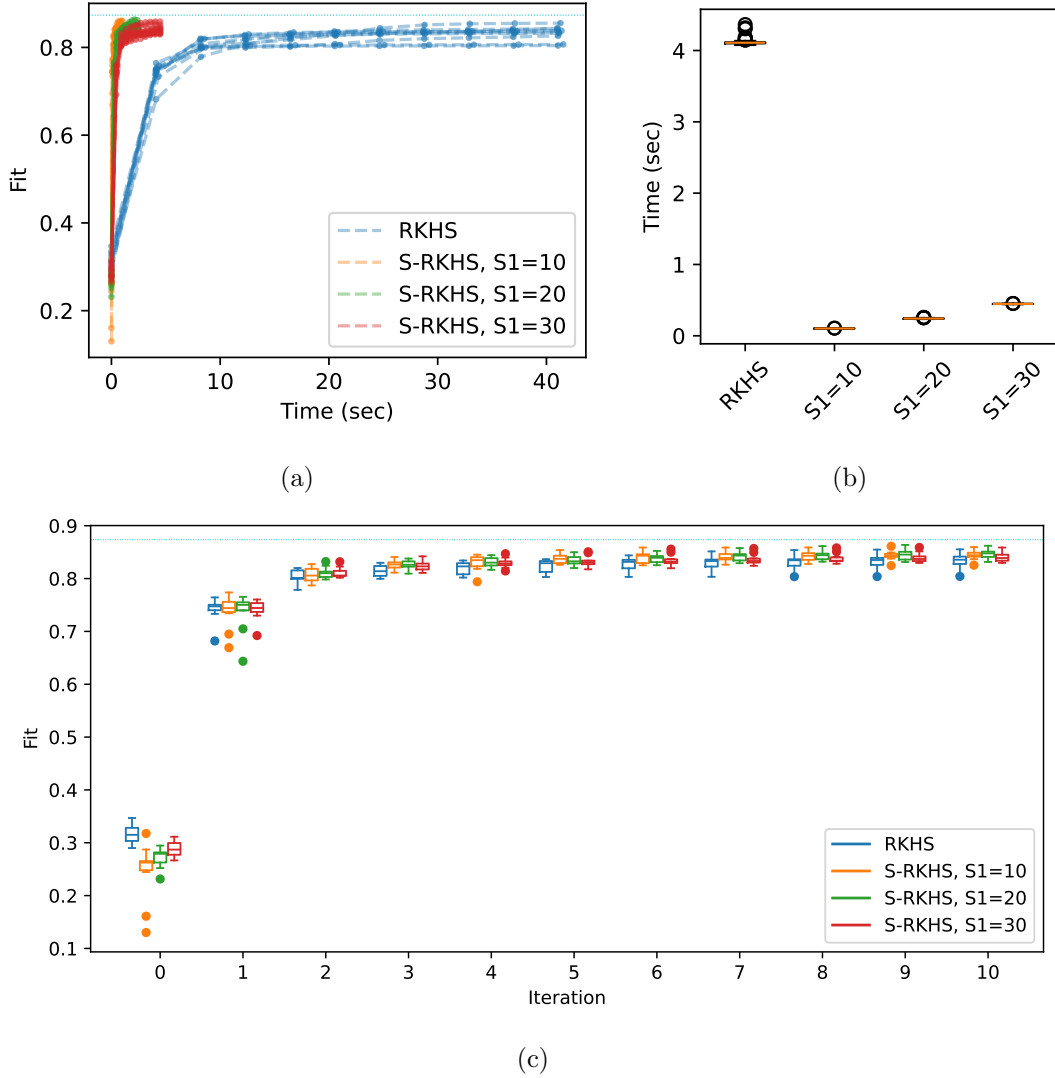 0.8
0.6
0.4
0.2
Fit
0
10
20
30
40
Time (sec)
RKHS
S-RKHS, S1=10
S-RKHS, S1=20
S-RKHS, S1=30
(a)
4
3
2
1
0
Time (sec)
RKHS
S1=10
S1=20
S1=30
(b)
0.9
0.8
0.7
0.6
0.5
0.4
0.3
0.2
0.1
Fit
0
1
2
3
4
5
6
7
8
9
10
Iteration
RKHS
S-RKHS, S1=10
S-RKHS, S1=20
S-RKHS, S1=30
(c)